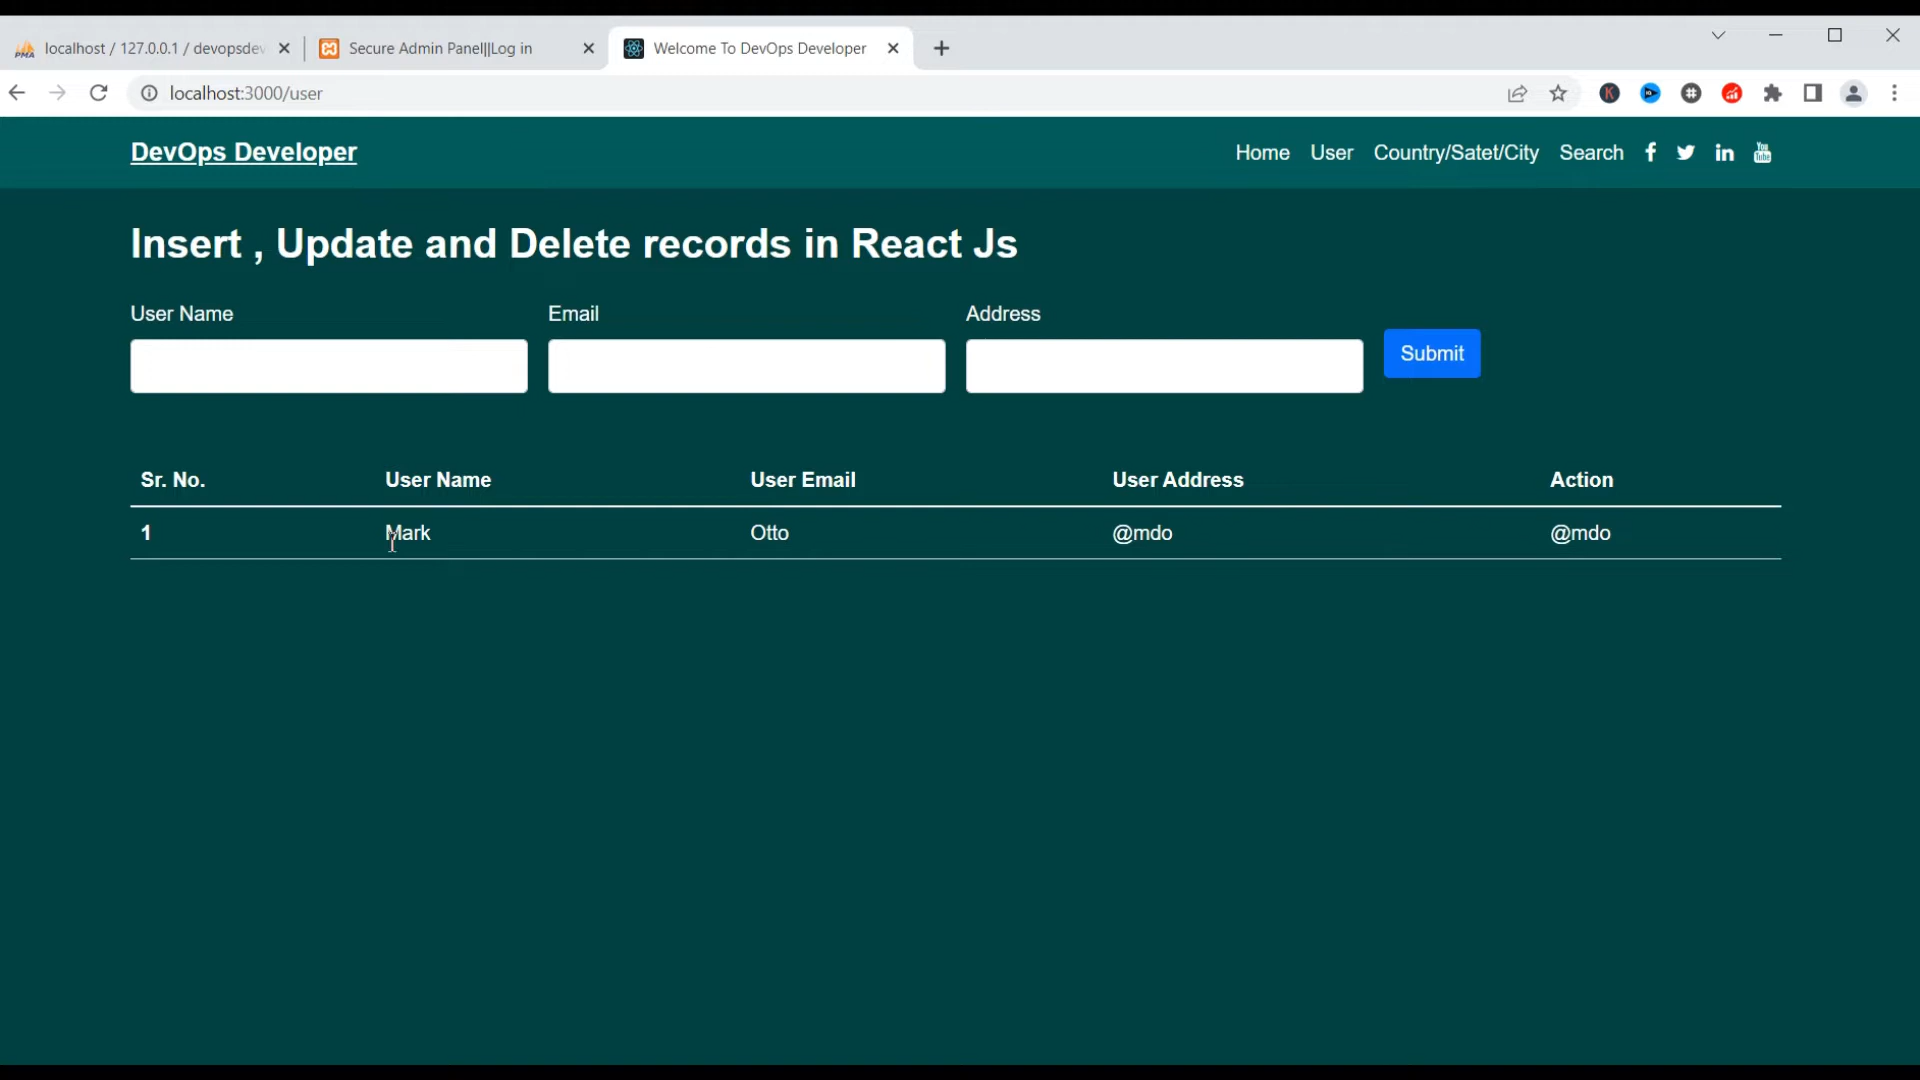 localhost / 127.0.0.1 / devopsdev
Secure Admin Panel||Log in
Welcome To DevOps Developer
localhost:3000/user
DevOps Developer
Home User Country/Satet/City Search
Insert , Update and Delete records in React Js
User Name Email Address
Submit
Sr. No. User Name User Email User Address Action
1 Mark Otto @mdo @mdo